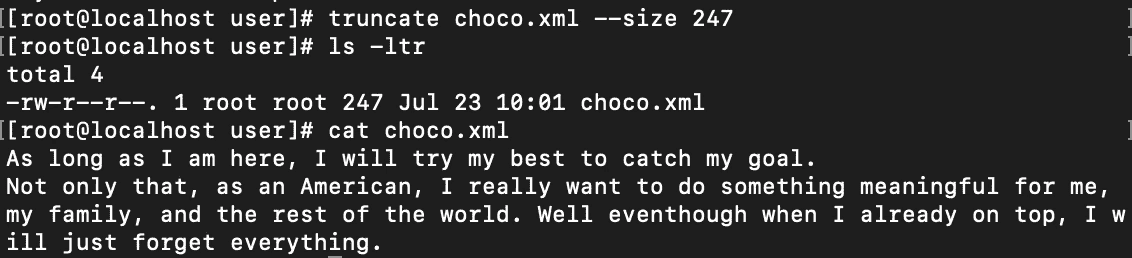 [[root@localhost user]# truncate choco.xml --size 247 ]
[[root@localhost user]# ls -ltr ]
total 4
-rw-r--r--. 1 root root 247 Jul 23 10:01 choco.xml
[[root@localhost user]# cat choco.xml ]
As long as I am here, I will try my best to catch my goal.
Not only that, as an American, I really want to do something meaningful for me,
my family, and the rest of the world. Well eventhough when I already on top, I w
ill just forget everything.